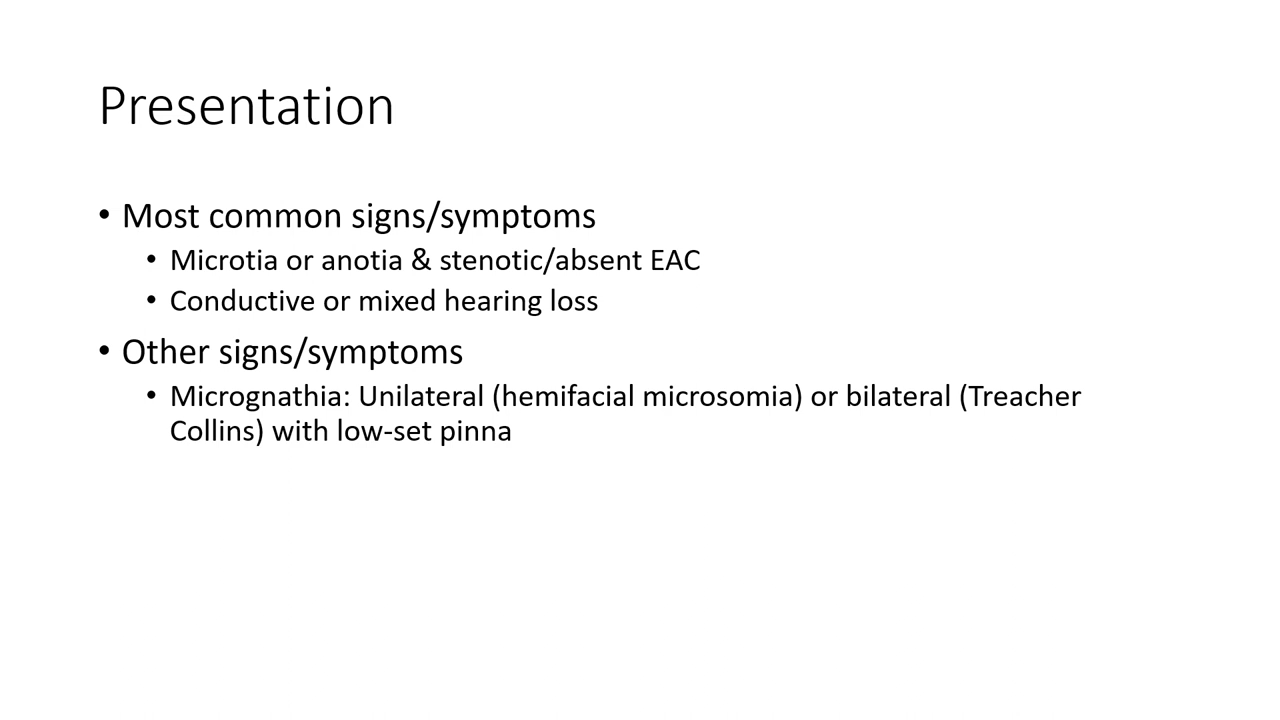 Presentation
• Most common signs/symptoms
• Microtia or anotia & stenotic/absent EAC
• Conductive or mixed hearing loss
• Other signs/symptoms
• Micrognathia: Unilateral (hemifacial microsomia) or bilateral (Treacher
Collins) with low-set pinna